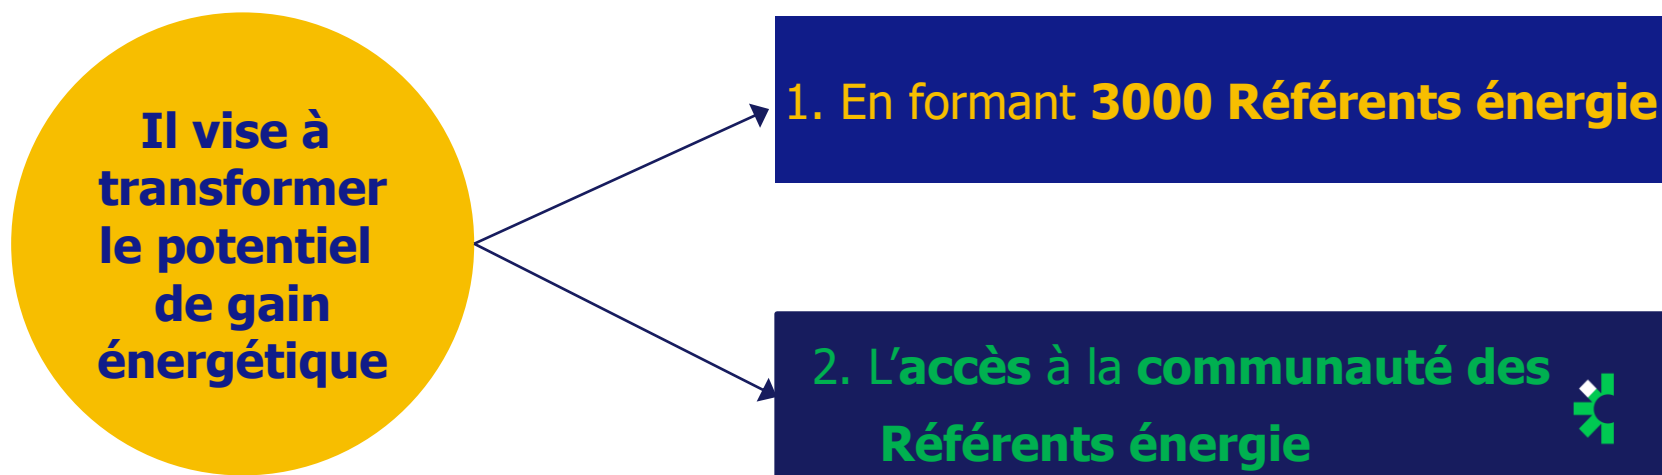 Il vise à
transformer
le potentiel
de gain
énergétique
1. En formant 3000 Référents énergie
2. L’accès à la communauté des
Référents énergie